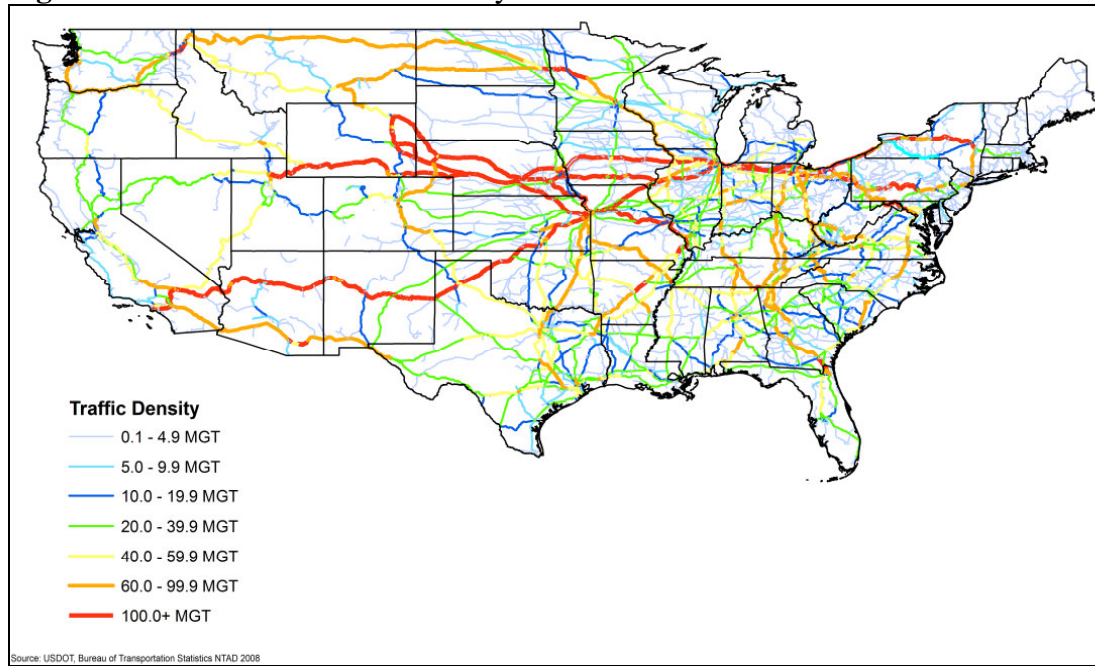 Traffic Density
0.1 - 4.9 MGT
5.0 - 9.9 MGT
10.0 - 19.9 MGT
20.0 - 39.9 MGT
40.0 - 59.9 MGT
60.0 - 99.9 MGT
100.0+ MGT
Source: USDOT, Bureau of Transportation Statistics NTAD 2008